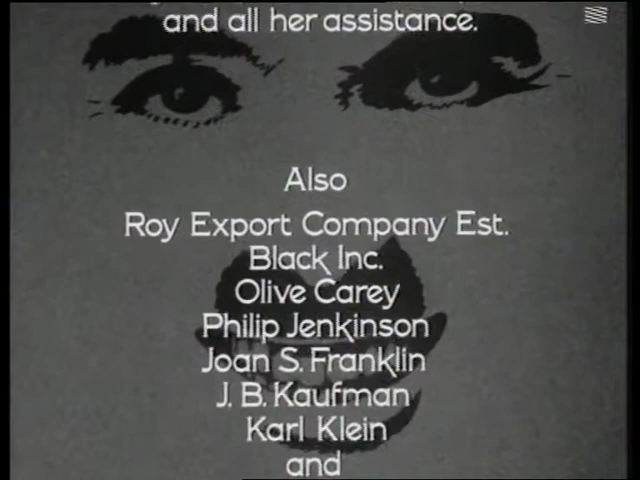 and all her assistance.
Also
Roy Export Company Est.
Black Inc.
Olive Carey
Philip Jenkinson
Joan S. Franklin
J. B. Kaufman
Karl Klein
and